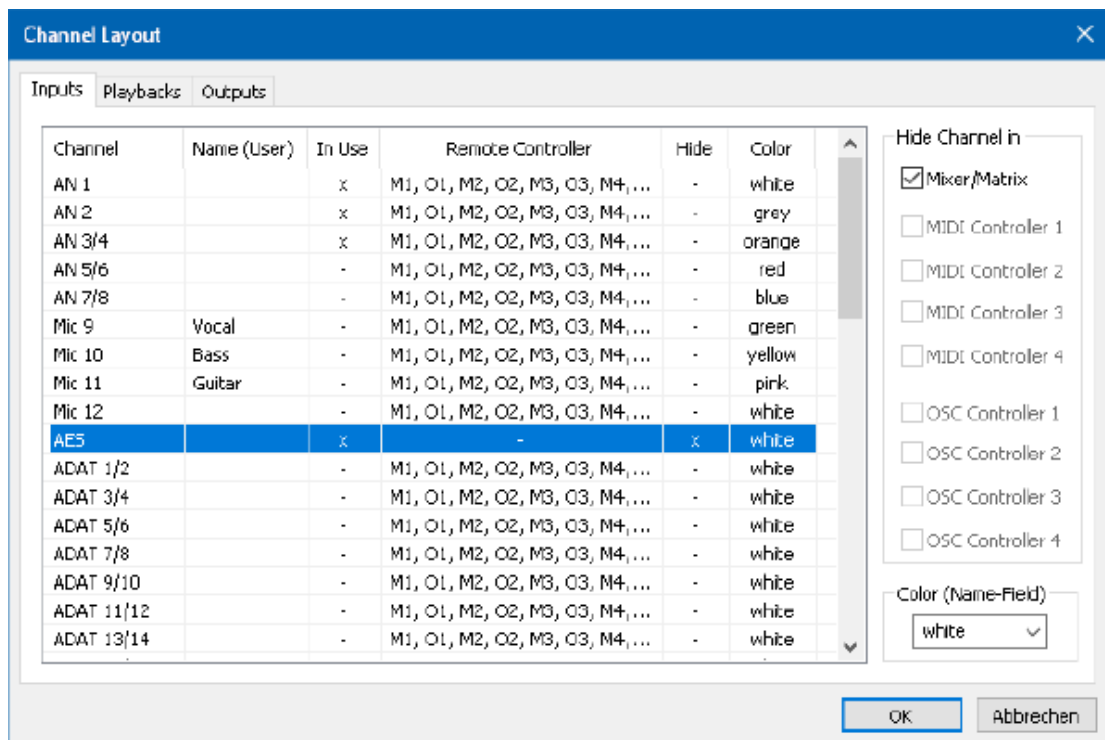 Channel Layout
Inputs Playbacks Outputs
Channel Name (User) In Use Remote Controller Hide Color
AN 1 x M1, O1, M2, O2, M3, O3, M4, ... - white
AN 2 x M1, O1, M2, O2, M3, O3, M4, ... - grey
AN 3/4 x M1, O1, M2, O2, M3, O3, M4, ... - orange
AN 5/6 - M1, O1, M2, O2, M3, O3, M4, ... - red
AN 7/8 - M1, O1, M2, O2, M3, O3, M4, ... - blue
Mic 9 Vocal - M1, O1, M2, O2, M3, O3, M4, ... - green
Mic 10 Bass - M1, O1, M2, O2, M3, O3, M4, ... - yellow
Mic 11 Guitar - M1, O1, M2, O2, M3, O3, M4, ... - pink
Mic 12 - M1, O1, M2, O2, M3, O3, M4, ... - white
AES x - x white
ADAT 1/2 - M1, O1, M2, O2, M3, O3, M4, ... - white
ADAT 3/4 - M1, O1, M2, O2, M3, O3, M4, ... - white
ADAT 5/6 - M1, O1, M2, O2, M3, O3, M4, ... - white
ADAT 7/8 - M1, O1, M2, O2, M3, O3, M4, ... - white
ADAT 9/10 - M1, O1, M2, O2, M3, O3, M4, ... - white
ADAT 11/12 - M1, O1, M2, O2, M3, O3, M4, ... - white
ADAT 13/14 - M1, O1, M2, O2, M3, O3, M4, ... - white
Hide Channel in
Mixer/Matrix
MIDI Controller 1
MIDI Controller 2
MIDI Controller 3
MIDI Controller 4
OSC Controller 1
OSC Controller 2
OSC Controller 3
OSC Controller 4
Color (Name-Field)
white
OK Abbrechen